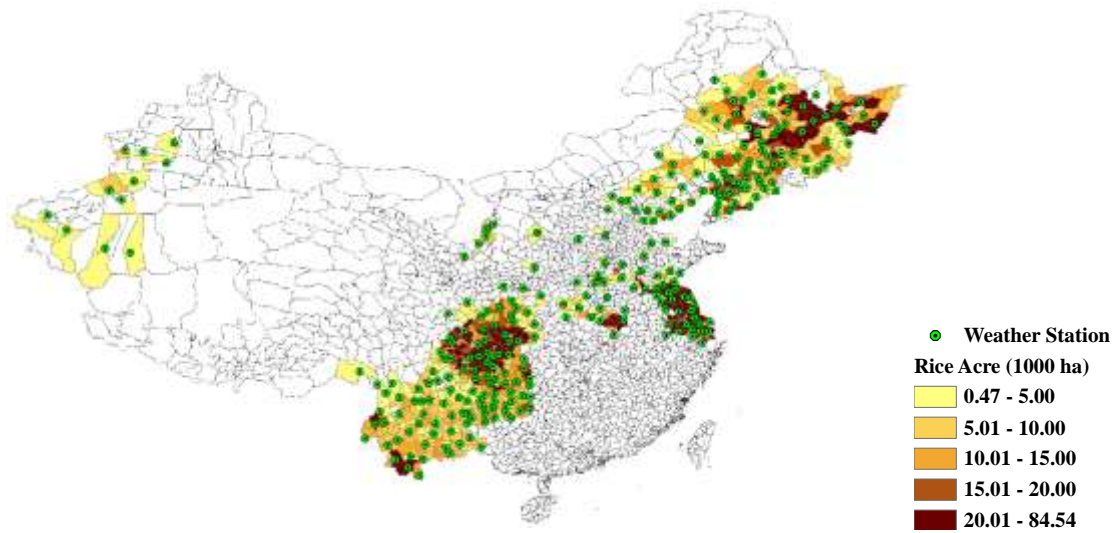 Weather Station
Rice Acre (1000 ha)
0.47 - 5.00
5.01 - 10.00
10.01 - 15.00
15.01 - 20.00
20.01 - 84.54